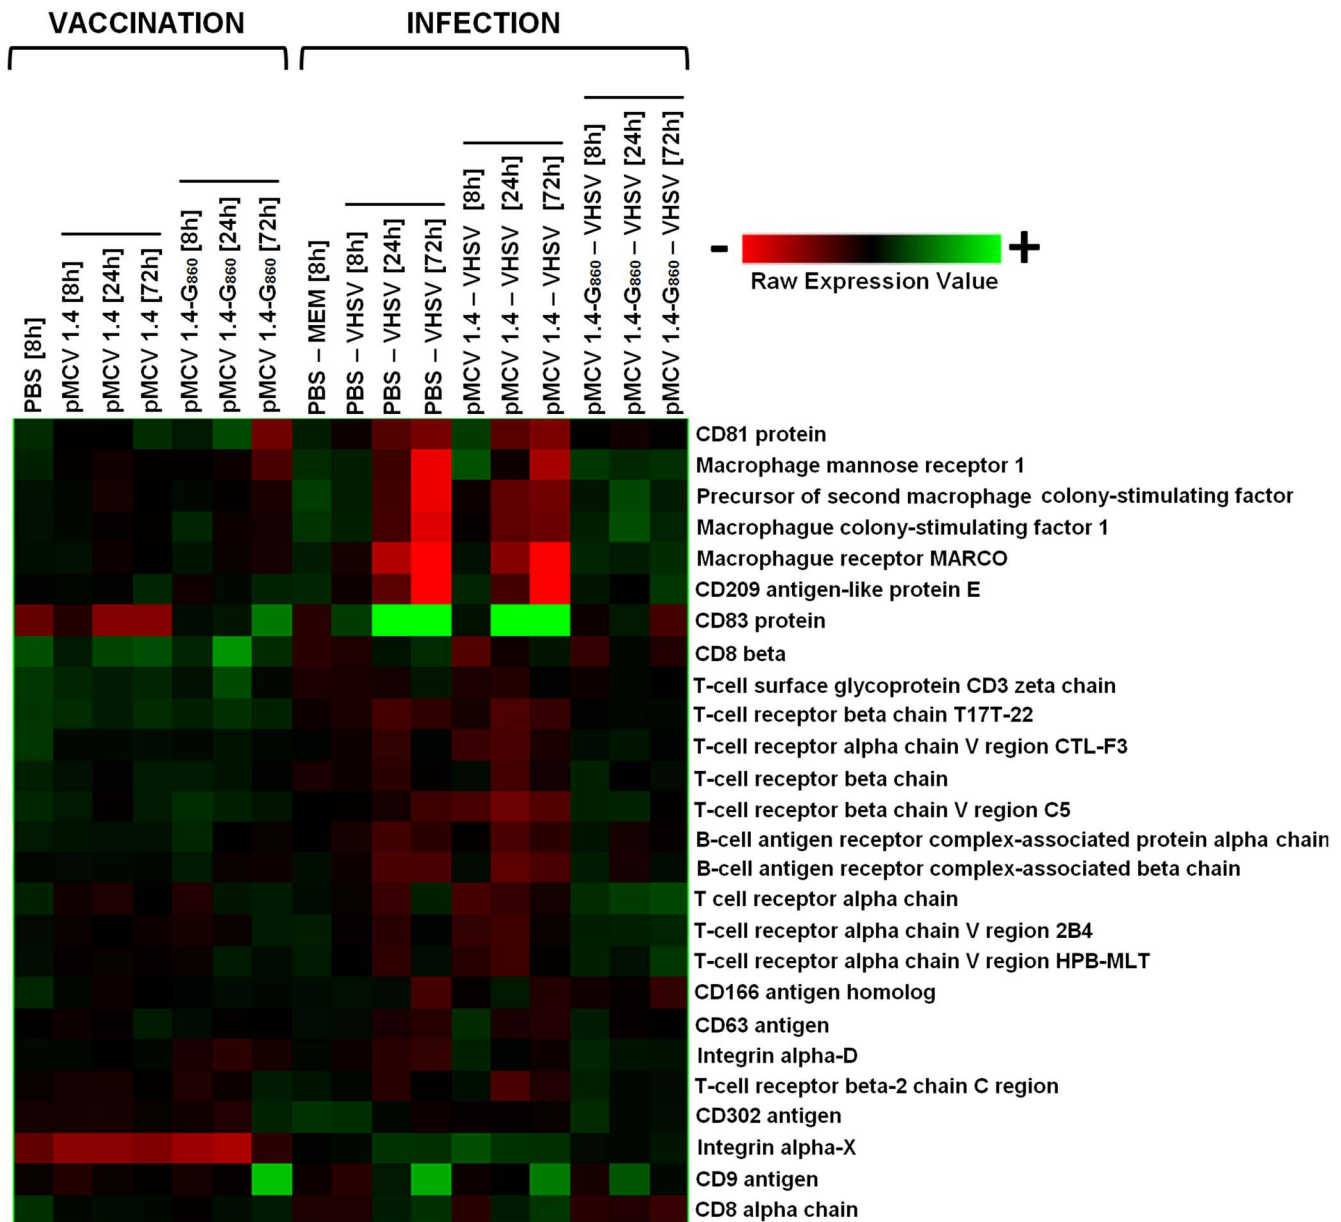 VACCINATION INFECTION
PBS [8h]
pMCV 1.4 [8h]
pMCV 1.4 [24h]
pMCV 1.4 [72h]
pMCV 1.4-G860 [8h]
pMCV 1.4-G860 [24h]
pMCV 1.4-G860 [72h]
PBS – MEM [8h]
PBS – VHSV [8h]
PBS – VHSV [24h]
PBS – VHSV [72h]
pMCV 1.4 – VHSV [8h]
pMCV 1.4 – VHSV [24h]
pMCV 1.4 – VHSV [72h]
pMCV 1.4-G860 – VHSV [8h]
pMCV 1.4-G860 – VHSV [24h]
pMCV 1.4-G860 – VHSV [72h]
- +
Raw Expression Value
CD81 protein
Macrophage mannose receptor 1
Precursor of second macrophage colony-stimulating factor
Macrophague colony-stimulating factor 1
Macrophague receptor MARCO
CD209 antigen-like protein E
CD83 protein
CD8 beta
T-cell surface glycoprotein CD3 zeta chain
T-cell receptor beta chain T17T-22
T-cell receptor alpha chain V region CTL-F3
T-cell receptor beta chain
T-cell receptor beta chain V region C5
B-cell antigen receptor complex-associated protein alpha chain
B-cell antigen receptor complex-associated beta chain
T cell receptor alpha chain
T-cell receptor alpha chain V region 2B4
T-cell receptor alpha chain V region HPB-MLT
CD166 antigen homolog
CD63 antigen
Integrin alpha-D
T-cell receptor beta-2 chain C region
CD302 antigen
Integrin alpha-X
CD9 antigen
CD8 alpha chain